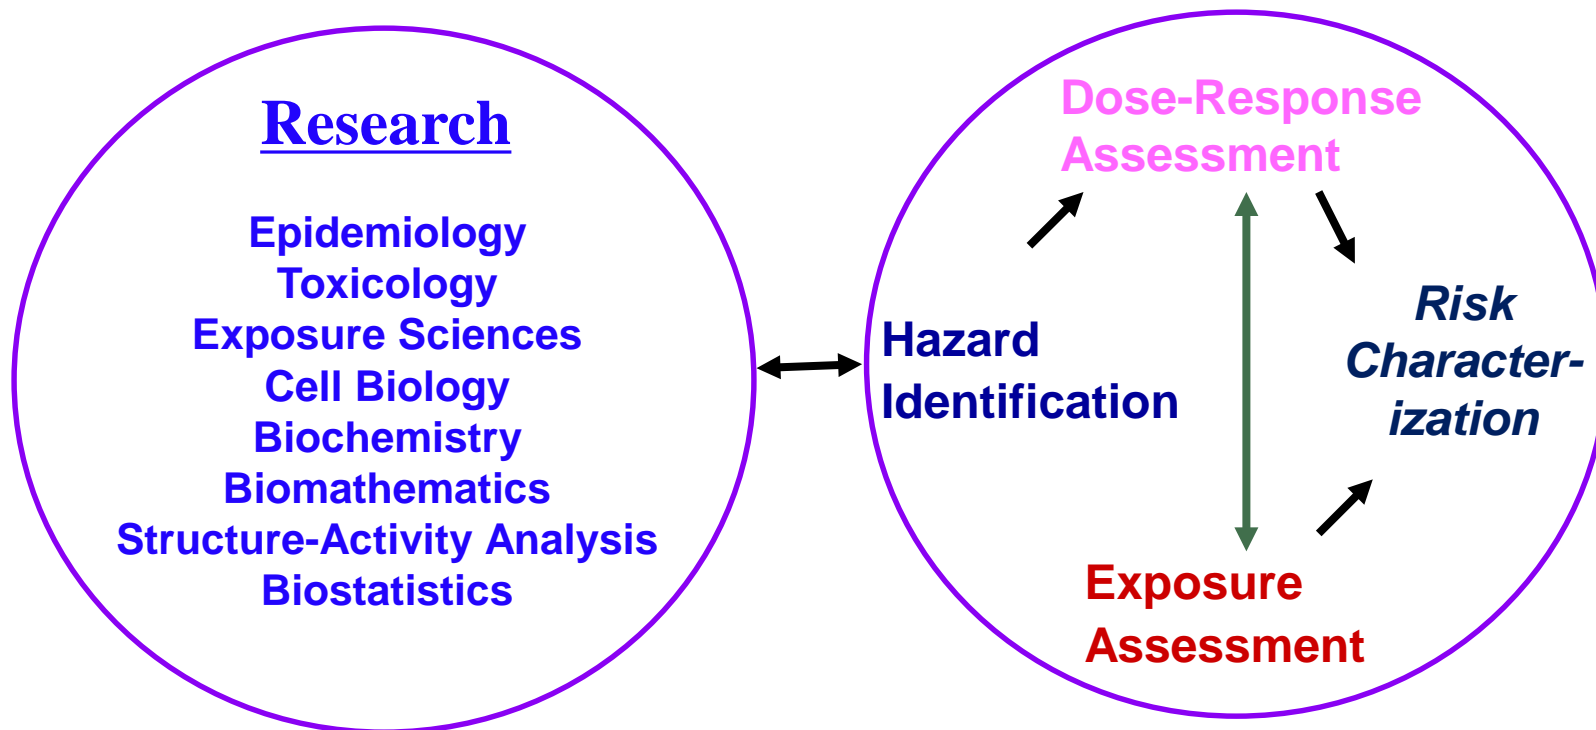 Research
Epidemiology
Toxicology
Exposure Sciences
Cell Biology
Biochemistry
Biomathematics
Structure-Activity Analysis
Biostatistics
Dose-Response
Assessment
Hazard
Identification
Risk
Character-
ization
Exposure
Assessment